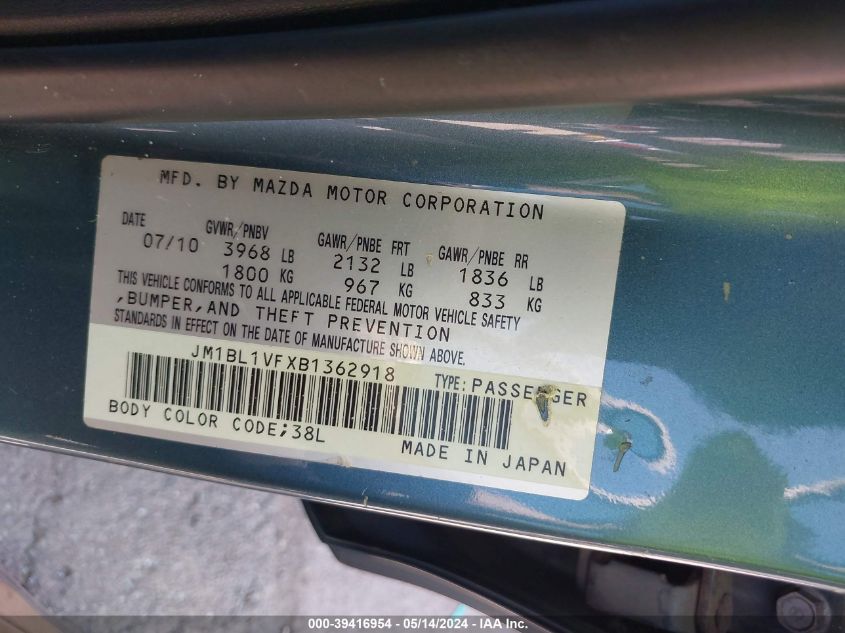 MFD. BY MAZDA MOTOR CORPORATION
DATE GVWR/PNBV GAWR/PNBE FRT GAWR/PNBE RR
07/10 3968 LB 2132 LB 1836 LB
1800 KG 967 KG 833 KG
THIS VEHICLE CONFORMS TO ALL APPLICABLE FEDERAL MOTOR VEHICLE SAFETY
,BUMPER,AND THEFT PREVENTION
STANDARDS IN EFFECT ON THE DATE OF MANUFACTURE SHOWN ABOVE.
JM1BL1VFXB1362918 TYPE: PASSENGER
BODY COLOR CODE;38L
MADE IN JAPAN
000-39416954 - 05/14/2024 - IAA Inc.